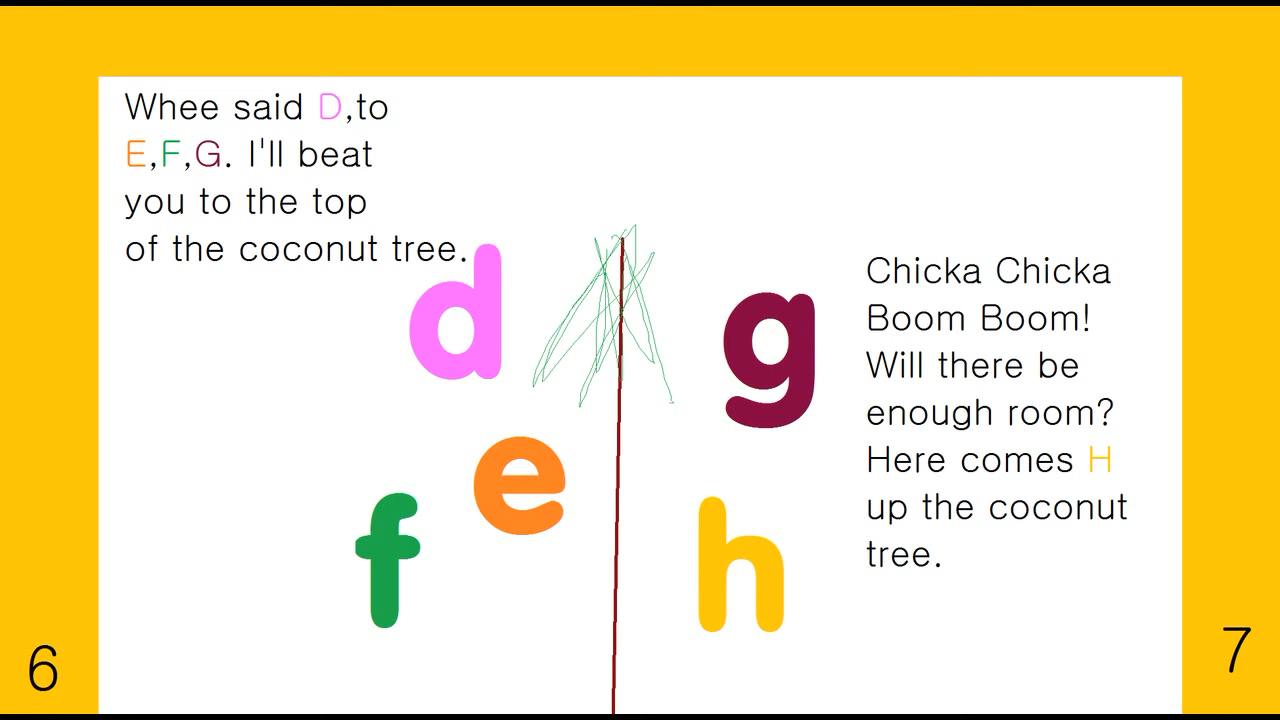 Whee said D,to
E,F,G. I'll beat
you to the top
of the coconut tree.
d
e
f
6
g
h
Chicka Chicka
Boom Boom!
Will there be
enough room?
Here comes H
up the coconut
tree.
7